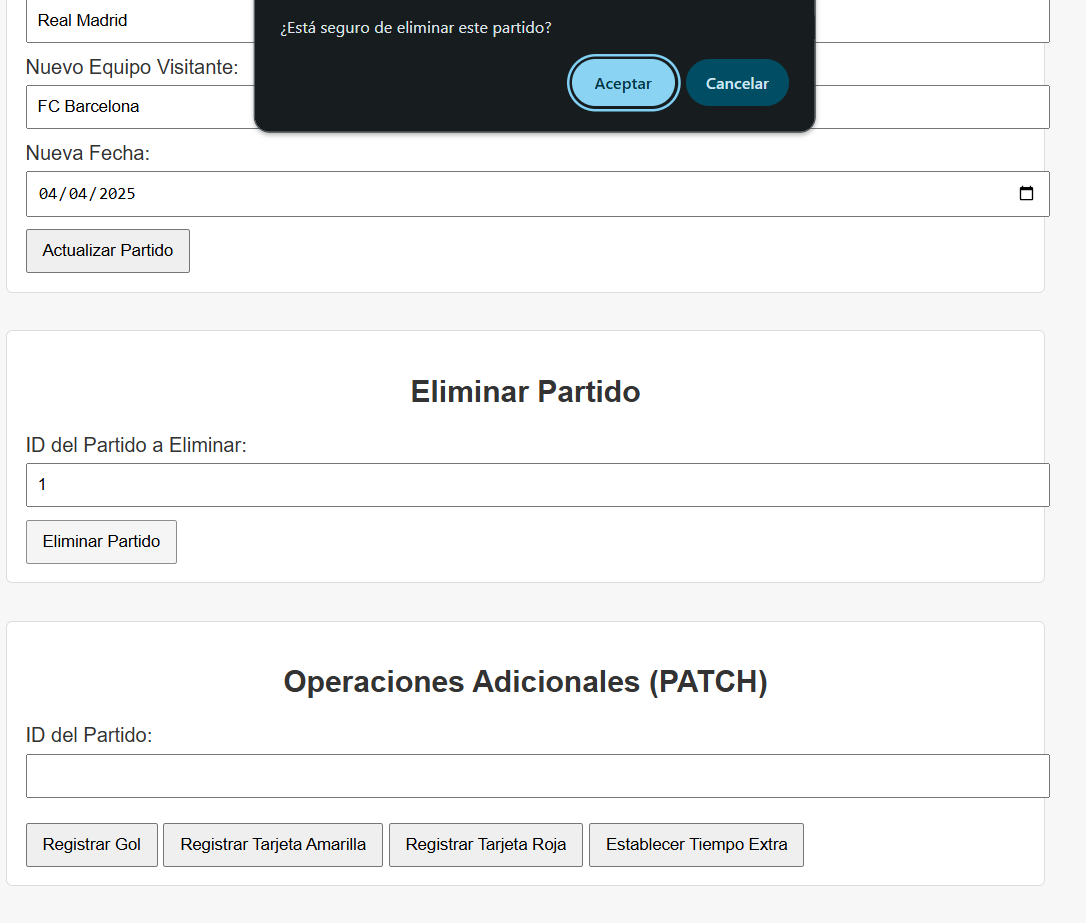 ¿Está seguro de eliminar este partido?
Aceptar
Cancelar
Real Madrid
Nuevo Equipo Visitante:
FC Barcelona
Nueva Fecha:
04/04/2025
Actualizar Partido
Eliminar Partido
ID del Partido a Eliminar:
1
Eliminar Partido
Operaciones Adicionales (PATCH)
ID del Partido:
Registrar Gol
Registrar Tarjeta Amarilla
Registrar Tarjeta Roja
Establecer Tiempo Extra